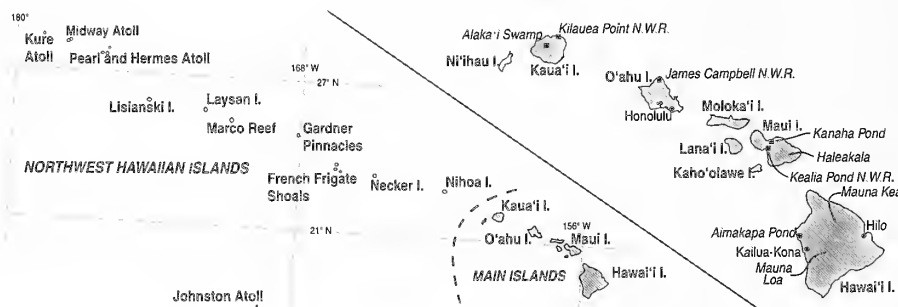 180°
Kure
Atoll
Midway Atoll
Pearl and Hermes Atoll
168° W
27 N
Lisianski I.
Laysan I.
Marco Reef
Gardner
Pinnacles
NORTHWEST HAWAIIAN ISLANDS
French Frigate
Shoals
Necker I.
Nihoa I.
Kaua'i I.
21° N
O'ahu I.
156° W
Maui I.
MAIN ISLANDS
Hawai'i I.
Johnston Atoll
Alaka'i Swamp
Kilauea Point N.W.R.
Ni'ihau I.
Kaua'i I.
O'ahu I.
James Campbell N.W.R.
Honolulu
Moloka'i I.
Maui I.
Kanaha Pond
Lana'i I.
Haleakala
Kaho'olawe I.
Kealia Pond N.W.R.
Mauna Kea
Aimakapa Pond
Hilo
Kailua-Kona
Mauna
Loa
Hawai'i I.